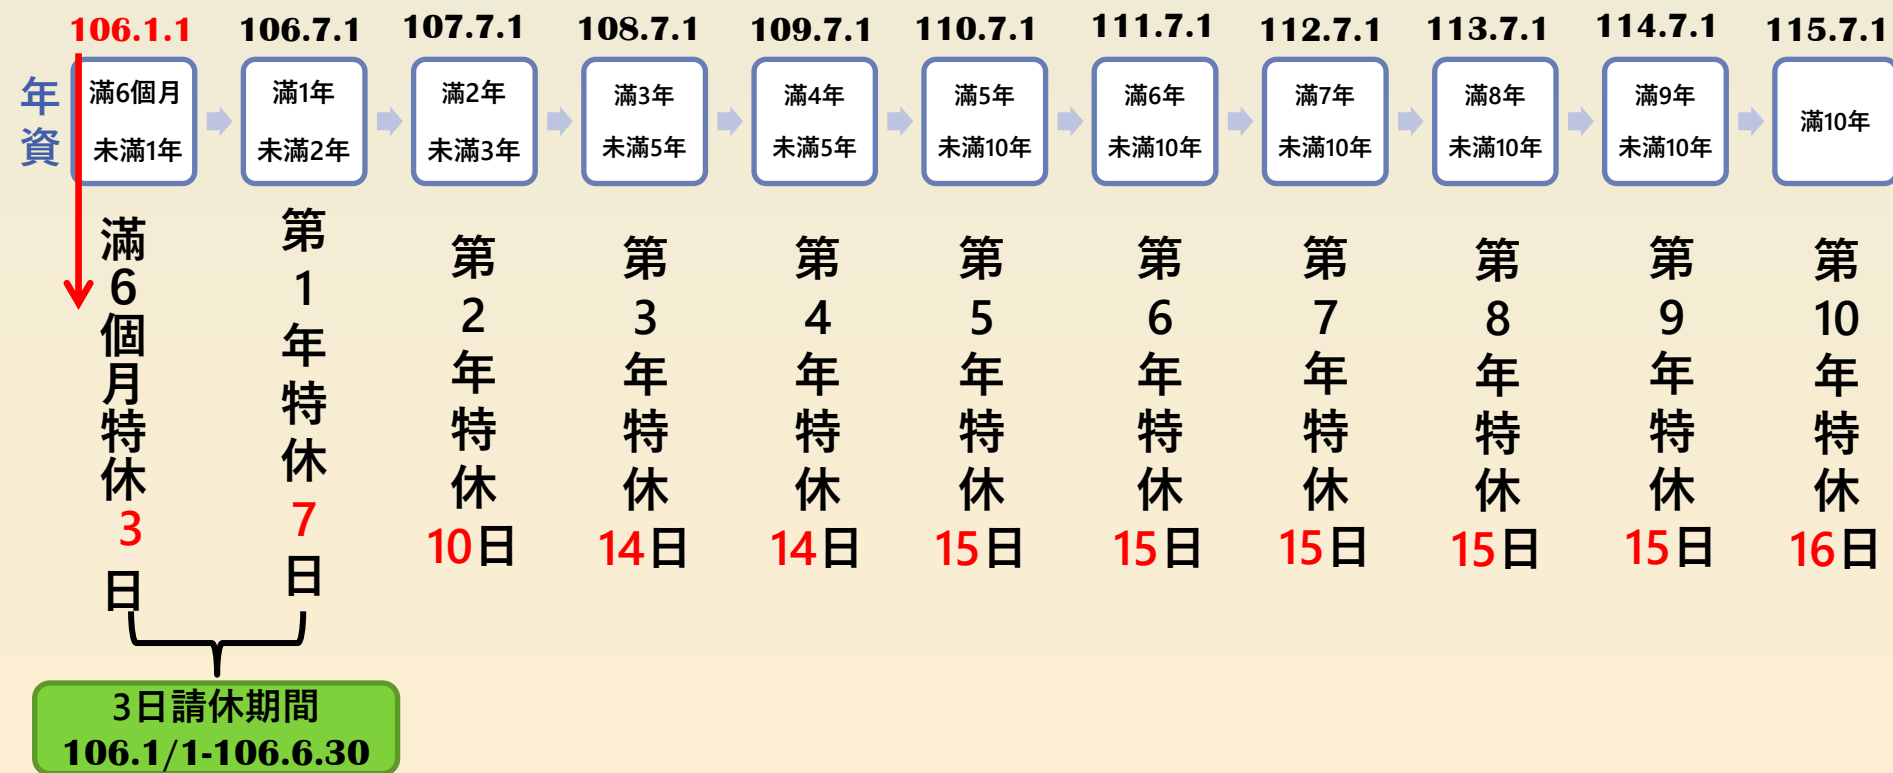 106.1.1
106.7.1
107.7.1
108.7.1
109.7.1
110.7.1
111.7.1
112.7.1
113.7.1
114.7.1
115.7.1
年資
滿6個月
未滿1年
滿1年
未滿2年
滿2年
未滿3年
滿3年
未滿5年
滿4年
未滿5年
滿5年
未滿10年
滿6年
未滿10年
滿7年
未滿10年
滿8年
未滿10年
滿9年
未滿10年
滿10年
滿6個月特休3日
第1年特休7日
第2年特休10日
第3年特休14日
第4年特休14日
第5年特休15日
第6年特休15日
第7年特休15日
第8年特休15日
第9年特休15日
第10年特休16日
3日請休期間
106.1/1-106.6.30